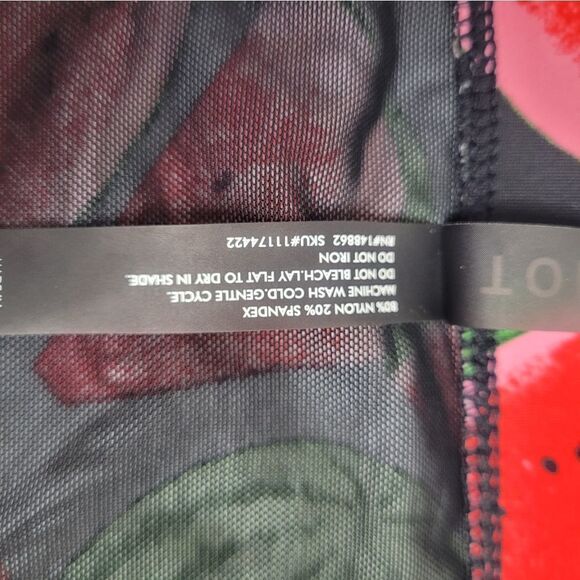 80% NYLON 20% SPANDEX
MACHINE WASH COLD.GENTLE CYCLE.
DO NOT BLEACH.LAY FLAT TO DRY IN SHADE.
DO NOT IRON
RN#148862 SKU#11174422